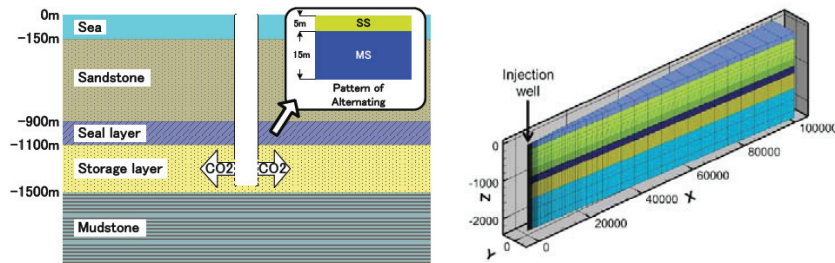 0m
Sea
-150m
Sandstone
-900m
Seal layer
-1100m
Storage layer
CO2
CO2
-1500m
Mudstone
5m
SS
15m
MS
Pattern of
Alternating
Injection
well
0
-1000
-2000
Z
Y
0
0
20000
40000
X
60000
80000
100000